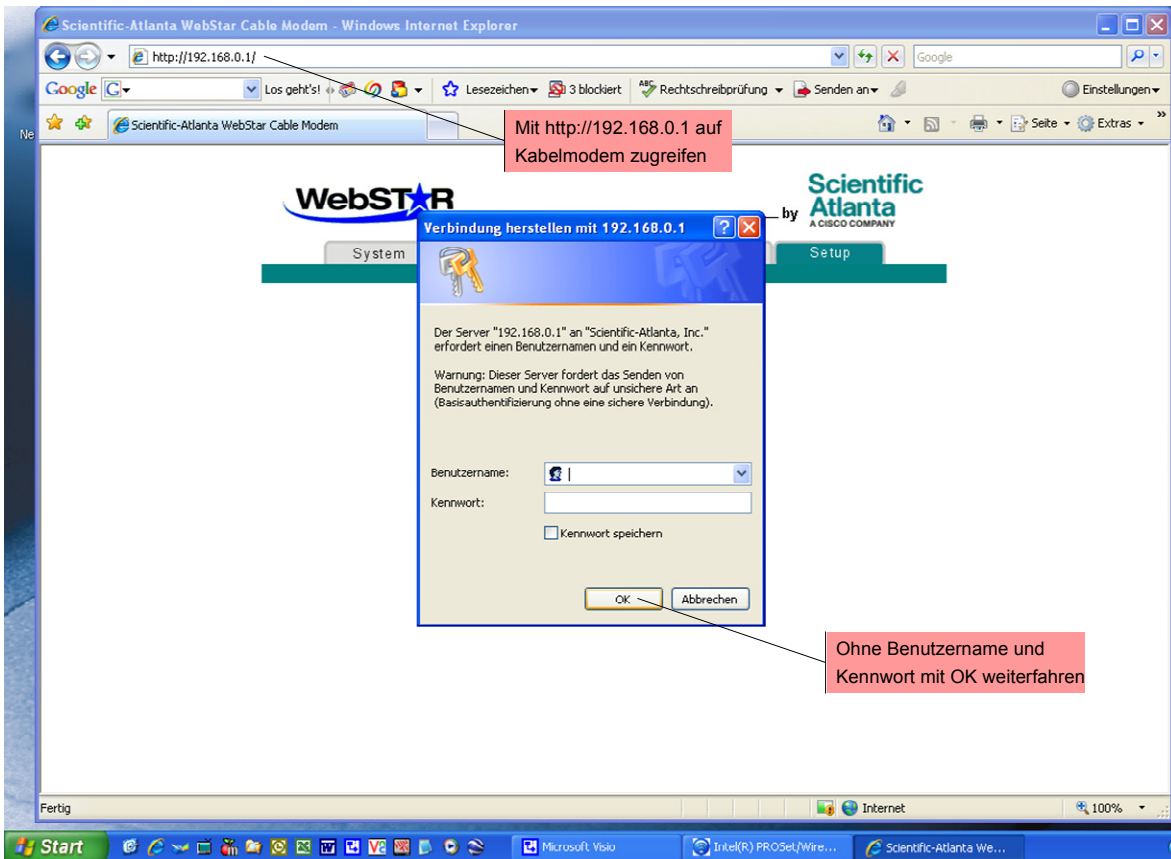 Scientific-Atlanta WebStar Cable Modem - Windows Internet Explorer
http://192.168.0.1/
Google
Google G Los geht's! Lesezeichen 3 blockiert ABC Rechtschreibprüfung Senden an Einstellungen
Ne
Scientific-Atlanta WebStar Cable Modem
Seite Extras »
Mit http://192.168.0.1 auf
Kabelmodem zugreifen
WebSTAR
by Scientific
Atlanta
A CISCO COMPANY
System
Setup
Verbindung herstellen mit 192.168.0.1
Der Server "192.168.0.1" an "Scientific-Atlanta, Inc."
erfordert einen Benutzernamen und ein Kennwort.
Warnung: Dieser Server fordert das Senden von
Benutzernamen und Kennwort auf unsichere Art an
(Basisauthentifizierung ohne eine sichere Verbindung).
Benutzername:
Kennwort:
Kennwort speichern
OK Abbrechen
Ohne Benutzername und
Kennwort mit OK weiterfahren
Fertig
Internet
100%
Start
Microsoft Visio
Intel(R) PROSet/Wire...
Scientific-Atlanta We...